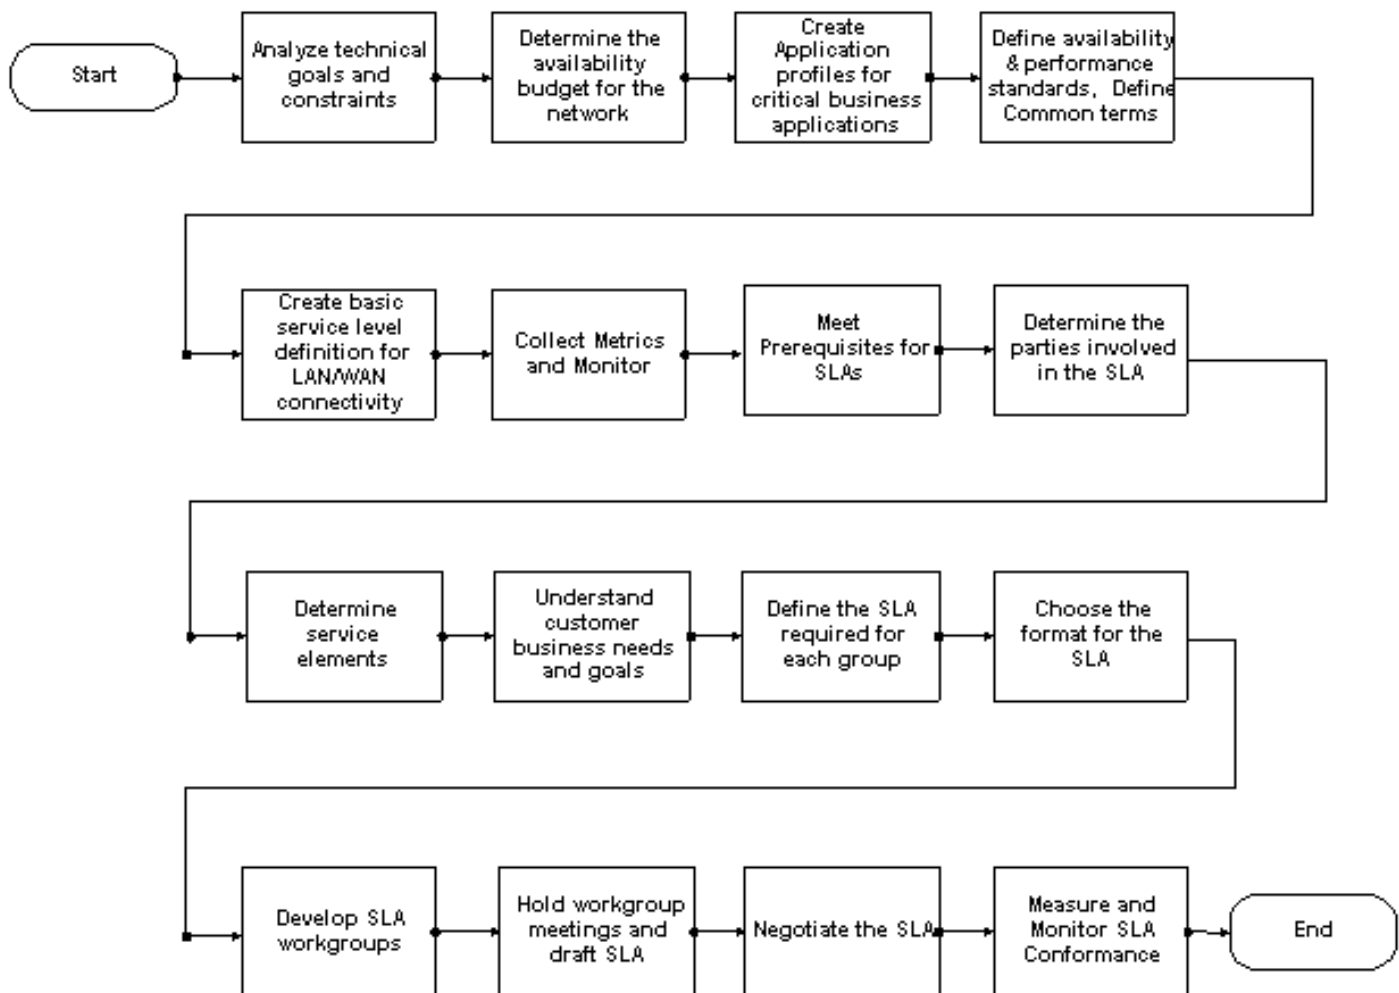 Start
Analyze technical
goals and
constraints
Determine the
availability
budget for the
network
Create
Application
profiles for
critical business
applications
Define availability
& performance
standards, Define
Common terms
Create basic
service level
definition for
LAN/WAN
connectivity
Collect Metrics
and Monitor
Meet
Prerequisites for
SLAs
Determine the
parties involved
in the SLA
Determine
service
elements
Understand
customer
business needs
and goals
Define the SLA
required for
each group
Choose the
format for the
SLA
Develop SLA
workgroups
Hold workgroup
meetings and
draft SLA
Negotiate the SLA
Measure and
Monitor SLA
Conformance
End